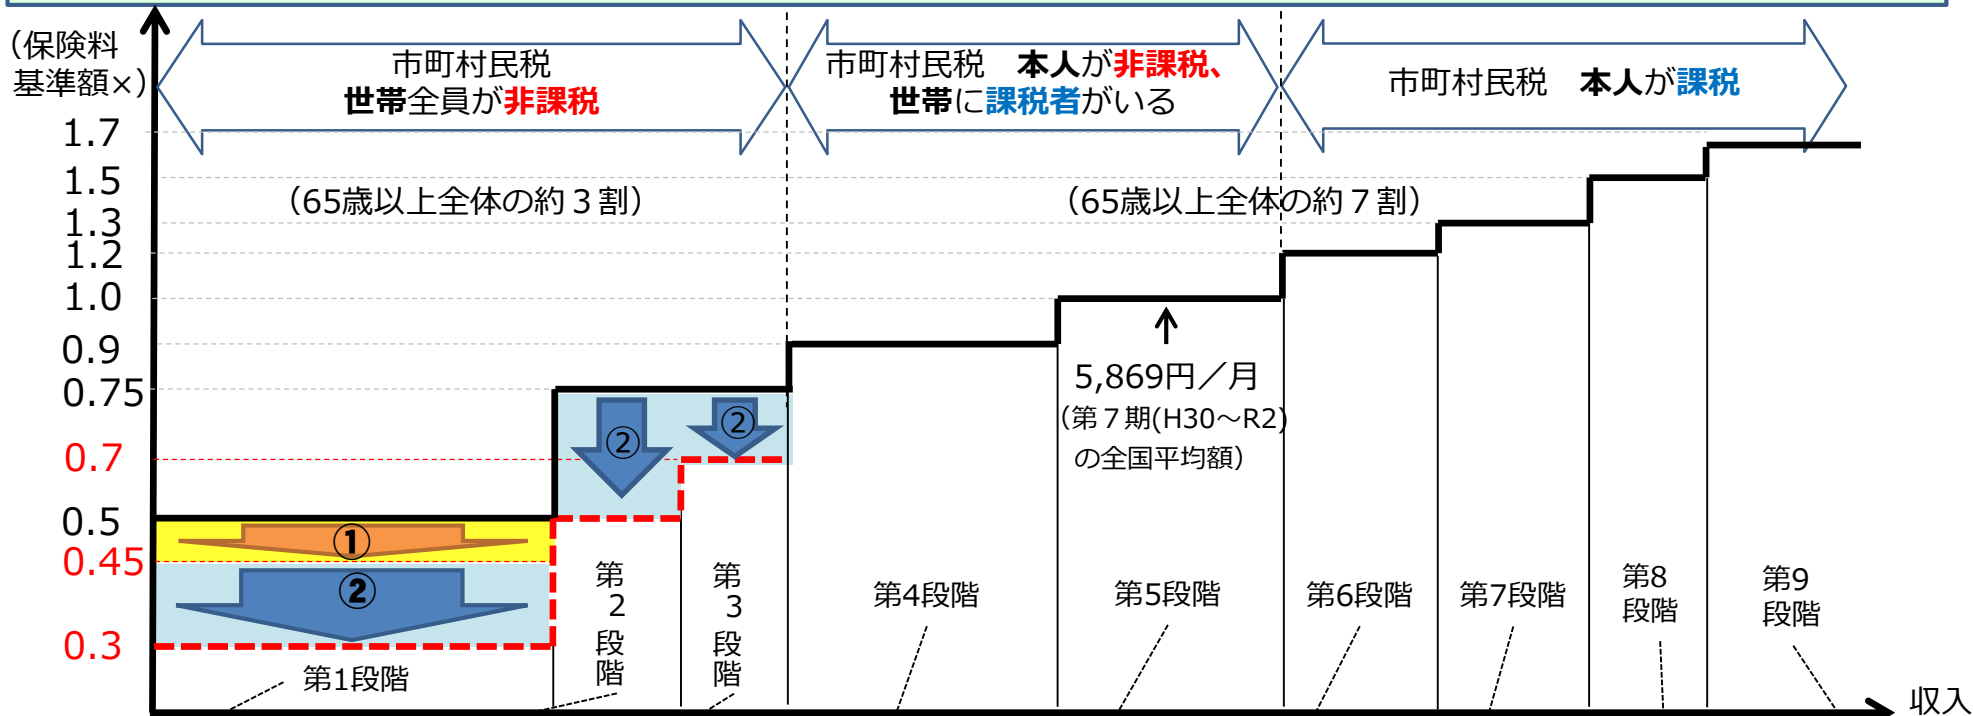 （保険料
基準額×）
市町村民税
世帯全員が非課税
市町村民税　本人が非課税、
世帯に課税者がいる
市町村民税　本人が課税
1.7
1.5
1.3
1.2
1.0
0.9
0.75
0.7
0.5
0.45
0.3
（65歳以上全体の約３割）
（65歳以上全体の約７割）
5,869円／月
（第７期(H30～R2)
の全国平均額）
②
②
①
②
第1段階
第２段階
第３段階
第4段階
第5段階
第6段階
第7段階
第8
段階
第9
段階
収入